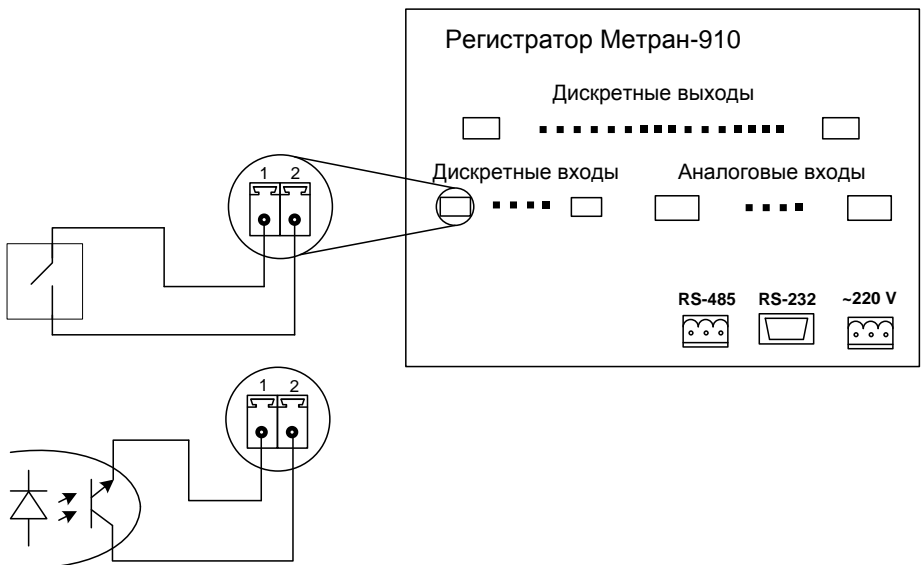 Регистратор Метран-910
Дискретные выходы
Дискретные входы
Аналоговые входы
1 2
RS-485 RS-232 ~220 V
1 2